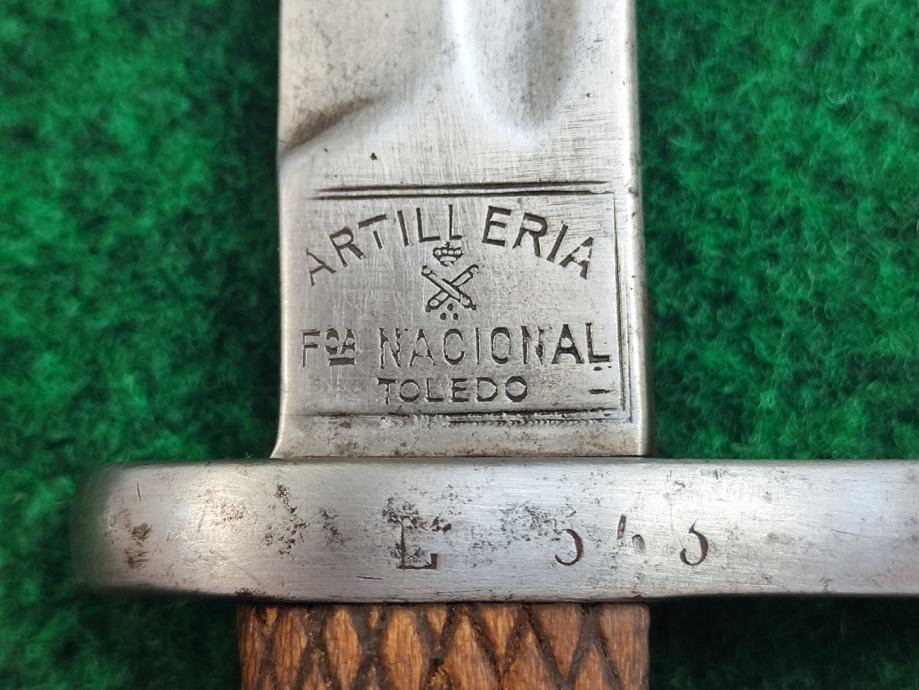 ARTILLERIA
FCA NACIONAL
TOLEDO
E